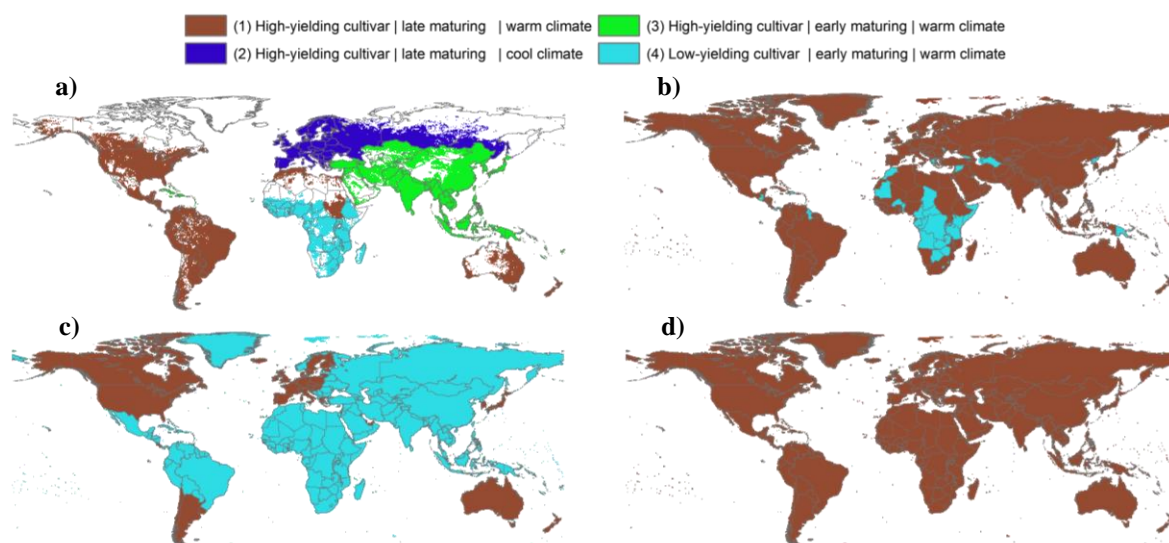 (1) High-yielding cultivar | late maturing | warm climate
(2) High-yielding cultivar | late maturing | cool climate
(3) High-yielding cultivar | early maturing | warm climate
(4) Low-yielding cultivar | early maturing | warm climate
a)
b)
c)
d)